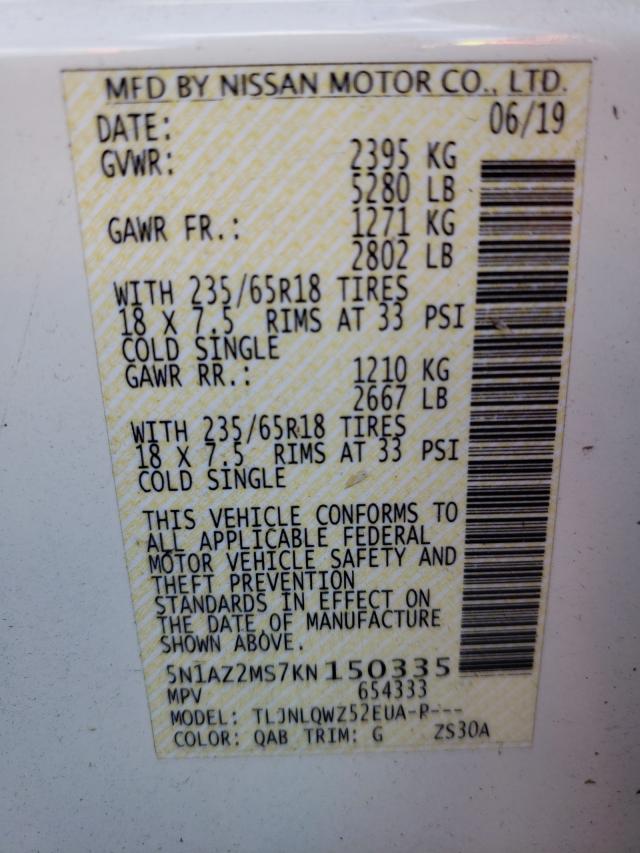 MFD BY NISSAN MOTOR CO., LTD.
DATE: 06/19
GVWR: 2395 KG
5280 LB
GAWR FR.: 1271 KG
2802 LB
WITH 235/65R18 TIRES
18 X 7.5 RIMS AT 33 PSI
COLD SINGLE
GAWR RR.: 1210 KG
2667 LB
WITH 235/65R18 TIRES
18 X 7.5 RIMS AT 33 PSI
COLD SINGLE
THIS VEHICLE CONFORMS TO
ALL APPLICABLE FEDERAL
MOTOR VEHICLE SAFETY AND
THEFT PREVENTION
STANDARDS IN EFFECT ON
THE DATE OF MANUFACTURE
SHOWN ABOVE.
5N1AZ2MS7KN150335
MPV 654333
MODEL: TLJNLQWZ52EUA-P---
COLOR: QAB TRIM: G ZS30A